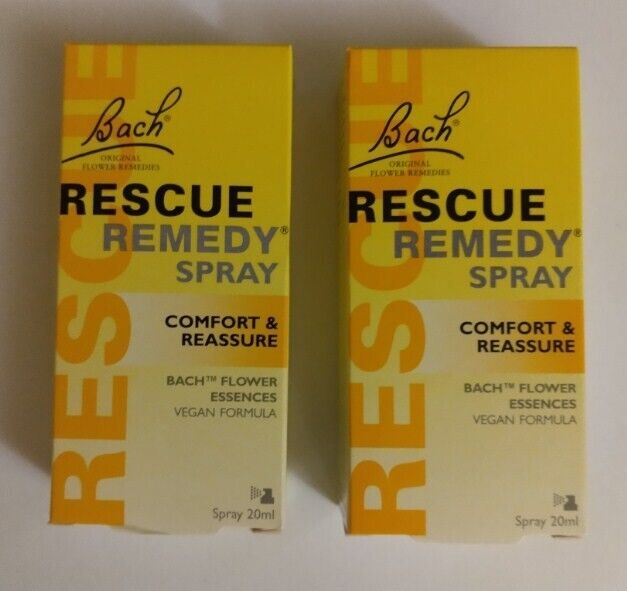 RESCUE
Bach®
ORIGINAL
FLOWER REMEDIES
RESCUE
REMEDY®
SPRAY
COMFORT &
REASSURE
BACH™ FLOWER
ESSENCES
VEGAN FORMULA
Spray 20ml
RESCUE
Bach®
ORIGINAL
FLOWER REMEDIES
RESCUE
REMEDY®
SPRAY
COMFORT &
REASSURE
BACH™ FLOWER
ESSENCES
VEGAN FORMULA
Spray 20ml